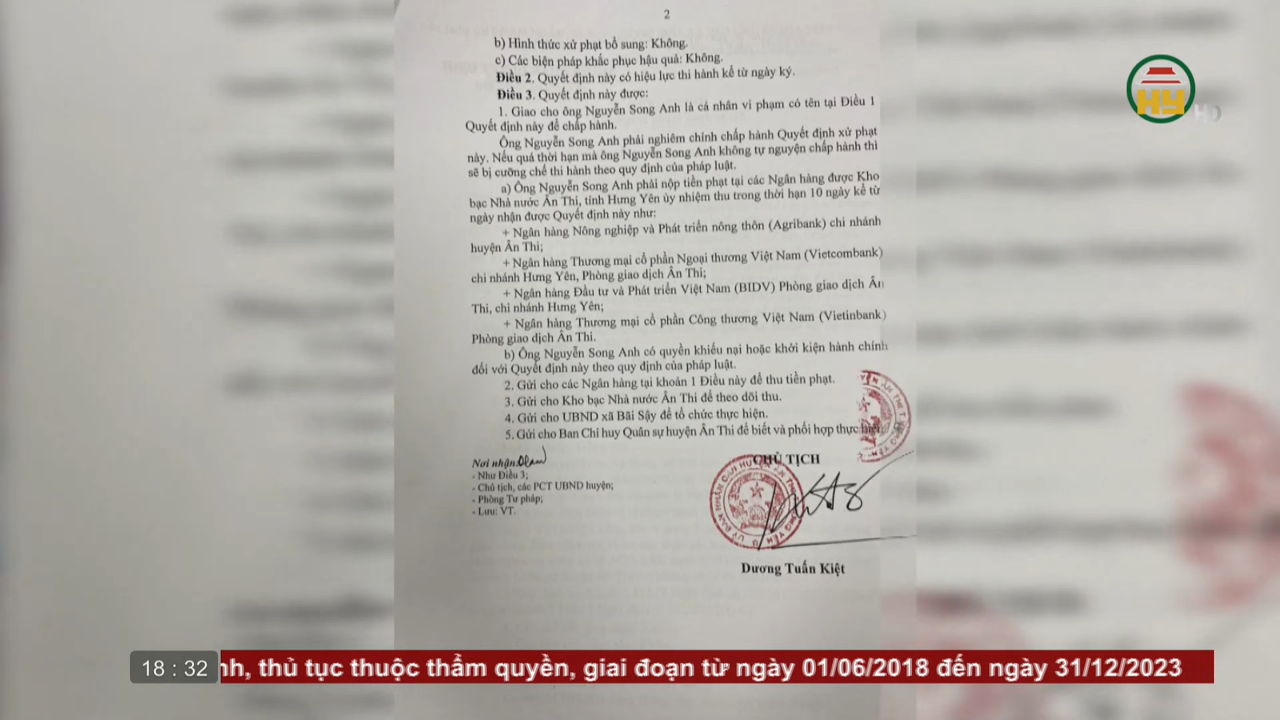 2
b) Hình thức xử phạt bổ sung: Không.
c) Các biện pháp khắc phục hậu quả: Không.
Điều 2. Quyết định này có hiệu lực thi hành kể từ ngày ký.
Điều 3. Quyết định này được:
1. Giao cho ông Nguyễn Song Anh là cá nhân vi phạm có tên tại Điều 1
Quyết định này để chấp hành.
Ông Nguyễn Song Anh phải nghiêm chỉnh chấp hành Quyết định xử phạt
này. Nếu quá thời hạn mà ông Nguyễn Song Anh không tự nguyện chấp hành thì
sẽ bị cưỡng chế thi hành theo quy định của pháp luật.
a) Ông Nguyễn Song Anh phải nộp tiền phạt tại các Ngân hàng được Kho
bạc Nhà nước Ân Thi, tỉnh Hưng Yên ủy nhiệm thu trong thời hạn 10 ngày kể từ
ngày nhận được Quyết định này như:
+ Ngân hàng Nông nghiệp và Phát triển nông thôn (Agribank) chi nhánh
huyện Ân Thi;
+ Ngân hàng Thương mại cổ phần Ngoại thương Việt Nam (Vietcombank)
chi nhánh Hưng Yên, Phòng giao dịch Ân Thi;
+ Ngân hàng Đầu tư và Phát triển Việt Nam (BIDV) Phòng giao dịch Ân
Thi, chi nhánh Hưng Yên;
+ Ngân hàng Thương mại cổ phần Công thương Việt Nam (Vietinbank)
Phòng giao dịch Ân Thi.
b) Ông Nguyễn Song Anh có quyền khiếu nại hoặc khởi kiện hành chính
đối với Quyết định này theo quy định của pháp luật.
2. Gửi cho các Ngân hàng tại khoản 1 Điều này để thu tiền phạt.
3. Gửi cho Kho bạc Nhà nước Ân Thi để theo dõi thu.
4. Gửi cho UBND xã Bãi Sậy để tổ chức thực hiện.
5. Gửi cho Ban Chỉ huy Quân sự huyện Ân Thi để biết và phối hợp thực hiện
Nơi nhận:
- Như Điều 3;
- Chủ tịch, các PCT UBND huyện;
- Phòng Tư pháp;
- Lưu: VT.
CHỦ TỊCH
Dương Tuấn Kiệt
HY HD
18 : 32
nh, thủ tục thuộc thẩm quyền, giai đoạn từ ngày 01/06/2018 đến ngày 31/12/2023